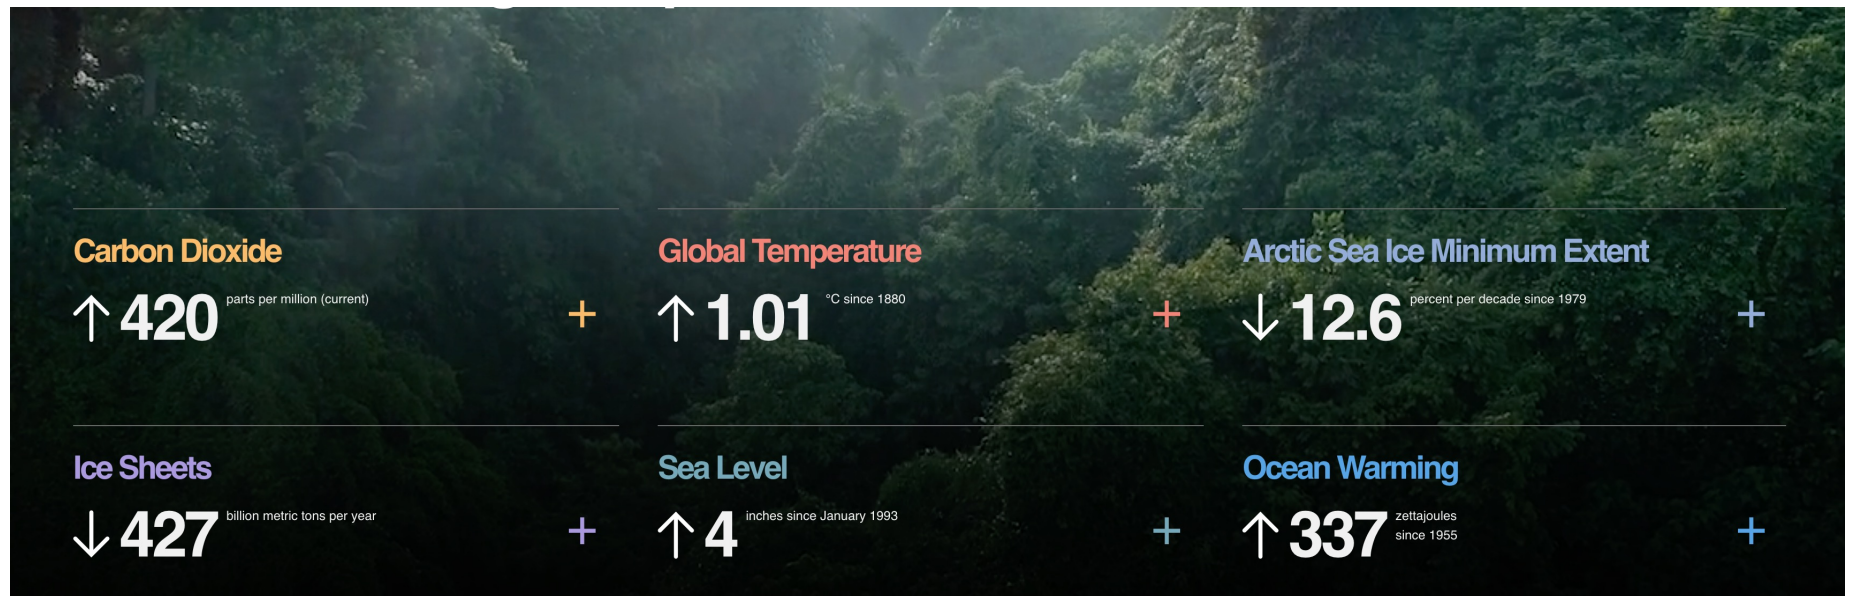 Carbon Dioxide
↑ 420 parts per million (current)
+
Global Temperature
↑ 1.01 °C since 1880
+
Arctic Sea Ice Minimum Extent
↓ 12.6 percent per decade since 1979
+
Ice Sheets
↓ 427 billion metric tons per year
+
Sea Level
↑ 4 inches since January 1993
+
Ocean Warming
↑ 337 zettajoules
since 1955
+